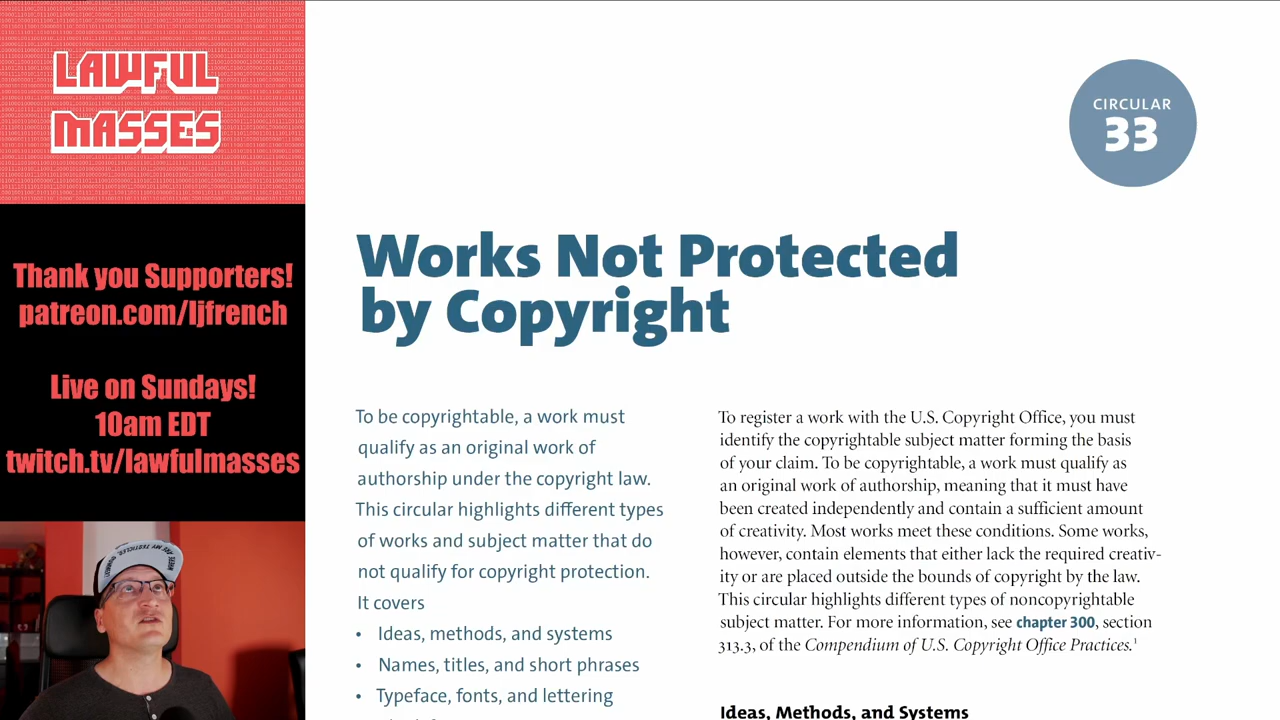 LAWFUL
MASSES
Thank you Supporters!
patreon.com/ljfrench
Live on Sundays!
10am EDT
twitch.tv/lawfulmasses
CIRCULAR
33
Works Not Protected
by Copyright
To be copyrightable, a work must
qualify as an original work of
authorship under the copyright law.
This circular highlights different types
of works and subject matter that do
not qualify for copyright protection.
It covers
• Ideas, methods, and systems
• Names, titles, and short phrases
• Typeface, fonts, and lettering
To register a work with the U.S. Copyright Office, you must
identify the copyrightable subject matter forming the basis
of your claim. To be copyrightable, a work must qualify as
an original work of authorship, meaning that it must have
been created independently and contain a sufficient amount
of creativity. Most works meet these conditions. Some works,
however, contain elements that either lack the required creativ-
ity or are placed outside the bounds of copyright by the law.
This circular highlights different types of noncopyrightable
subject matter. For more information, see chapter 300, section
313.3, of the Compendium of U.S. Copyright Office Practices.¹
Ideas, Methods, and Systems